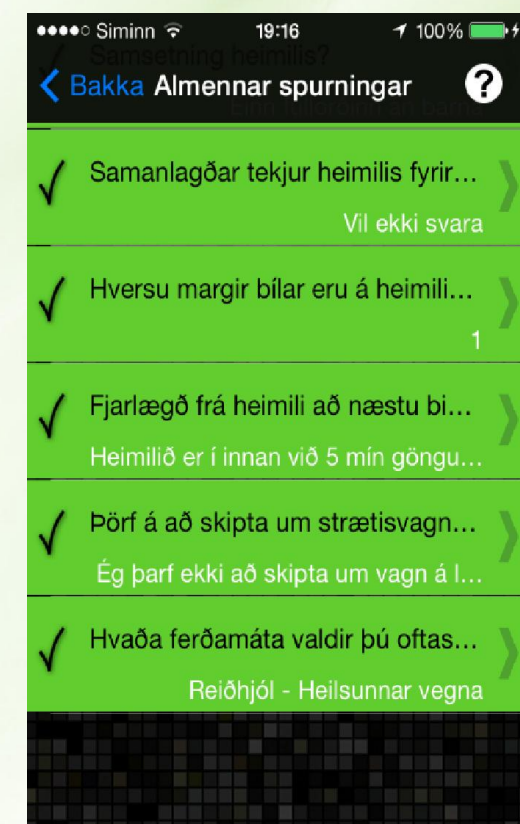 Siminn 19:16 100%
Samsetning heimilis?
Bakka Almennar spurningar ?
Samanlagðar tekjur heimilis fyrir...
Vil ekki svara
Hversu margir bílar eru á heimili...
1
Fjarlægð frá heimili að næstu bi...
Heimilið er í innan við 5 mín göngu...
Þörf á að skipta um strætisvagn...
Ég þarf ekki að skipta um vagn á l...
Hvaða ferðamáta valdir þú oftas...
Reiðhjól - Heilsunnar vegna